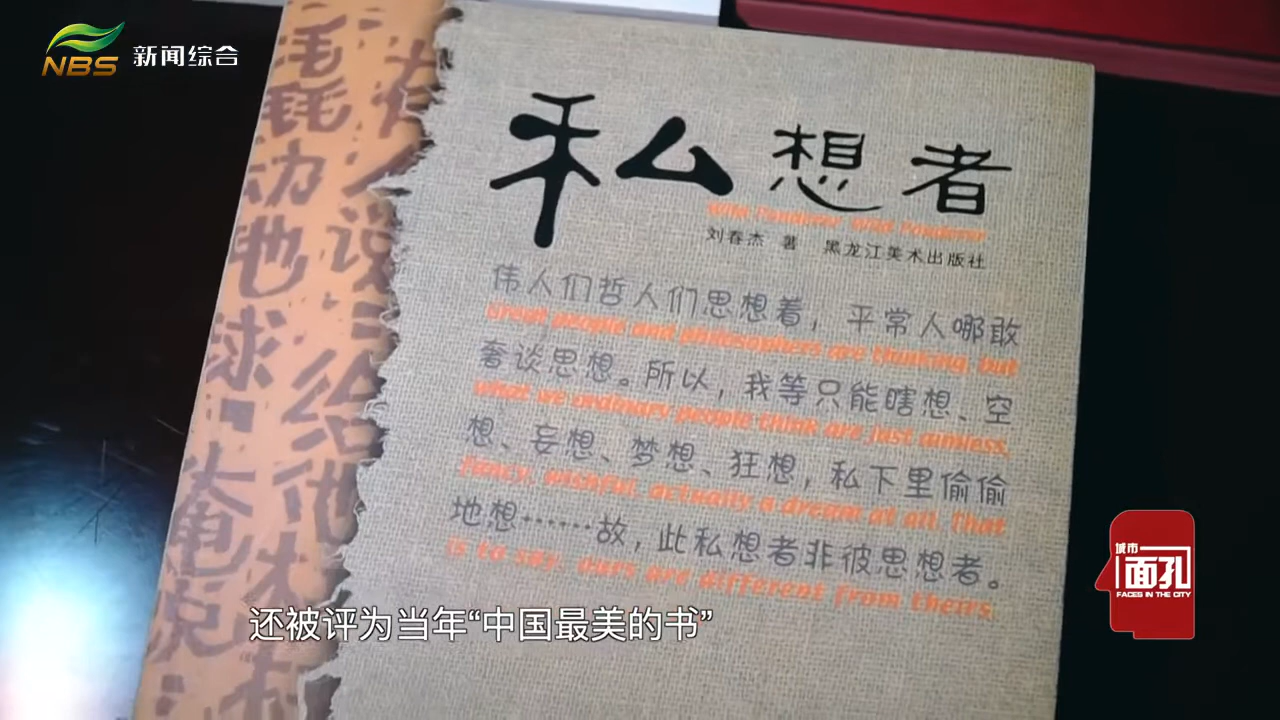 NBS 新闻综合
私想者
刘春杰 著 黑龙江美术出版社
伟人们哲人们思想着，平常人哪敢
Great people and philosophers are thinking, but
奢谈思想。所以，我等只能瞎想、空
what we ordinary people think are just aimless,
想、妄想、梦想、狂想，私下里偷偷
fancy, wishful, actually a dream at all. That
地想……故，此私想者非彼思想者。
is to say, ours are different from theirs.
动地球
说给他
还被评为当年“中国最美的书”
城市
面孔
FACES IN THE CITY